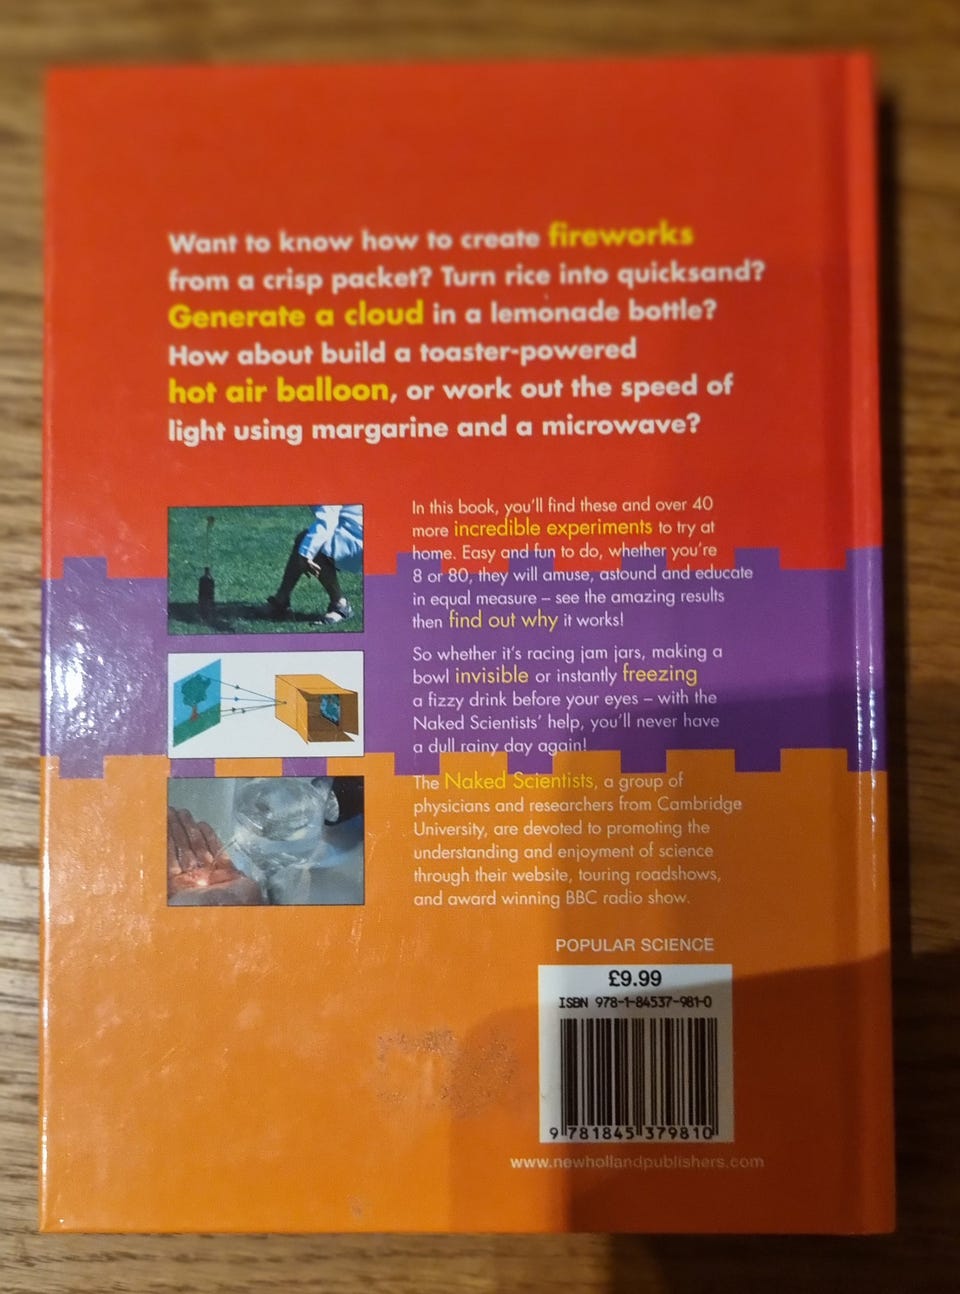 Want to know how to create fireworks
from a crisp packet? Turn rice into quicksand?
Generate a cloud in a lemonade bottle?
How about build a toaster-powered
hot air balloon, or work out the speed of
light using margarine and a microwave?
In this book, you'll find these and over 40
more incredible experiments to try at
home. Easy and fun to do, whether you're
8 or 80, they will amuse, astound and educate
in equal measure – see the amazing results
then find out why it works!
So whether it's racing jam jars, making a
bowl invisible or instantly freezing
a fizzy drink before your eyes – with the
Naked Scientists' help, you'll never have
a dull rainy day again!
The Naked Scientists, a group of
physicians and researchers from Cambridge
University, are devoted to promoting the
understanding and enjoyment of science
through their website, touring roadshows,
and award winning BBC radio show.
POPULAR SCIENCE
£9.99
ISBN 978-1-84537-981-0
9 781845 379810
www.newhollandpublishers.com